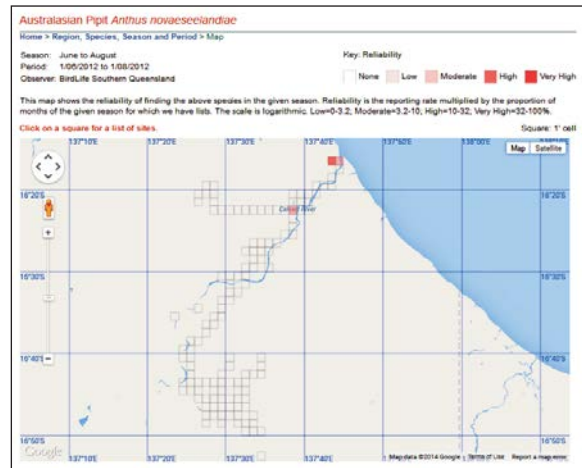 Australasian Pipit Anthus novaeseelandiae
Home > Region, Species, Season and Period > Map
Season: June to August
Period: 1/06/2012 to 1/08/2012
Observer: BirdLife Southern Queensland
Key: Reliability
None Low Moderate High Very High
This map shows the reliability of finding the above species in the given season. Reliability is the reporting rate multiplied by the proportion of
months of the given season for which we have lists. The scale is logarithmic. Low=0-3.2; Moderate=3.2-10, High=10-32; Very High=32-100%.
Click on a square for a list of sites.
Square: 1' cell
137°10'E 137°20'E 137°30'E 137°40'E 137°50'E 138°00'E 138°10'E
Map Satellite
16°20'S 16°20'S
Calvert River
16°30'S 16°30'S
16°40'S 16°40'S
16°50'S 16°50'S
Google
137°10'E 137°20'E 137°30'E 137°40'E
Map data ©2014 Google Terms of Use Report a map error